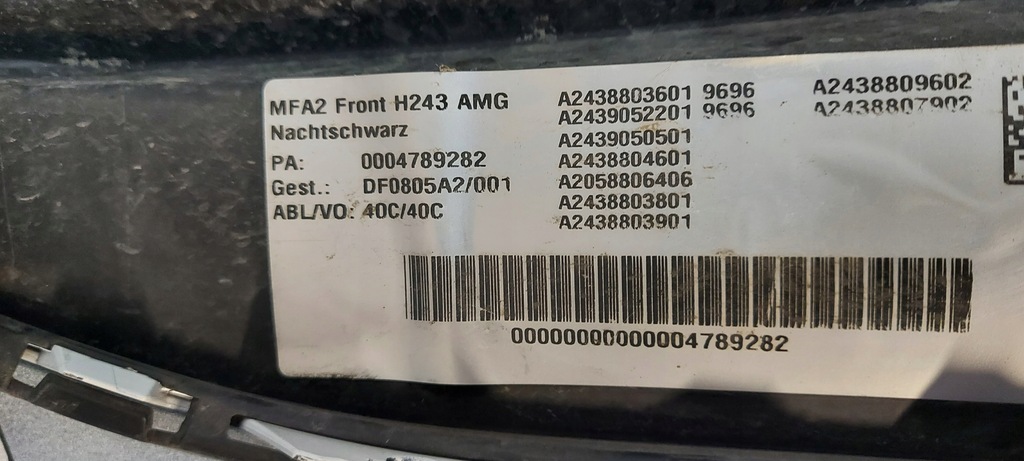 MFA2 Front H243 AMG
Nachtschwarz
PA: 0004789282
Gest.: DF0805A2/001
ABL/VO: 40C/40C
A2438803601 9696
A2439052201 9696
A2439050501
A2438804601
A2058806406
A2438803801
A2438803901
A2438809602
A2438807902
00000000000004789282